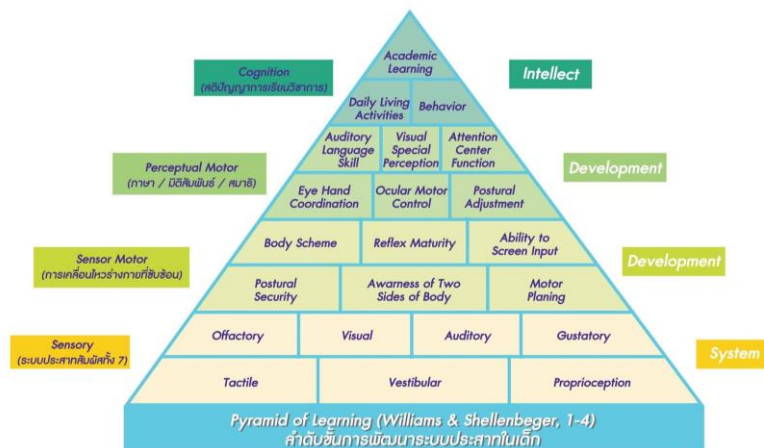 Academic
Learning
Cognition
(สติปัญญาการเรียนวิชาการ)
Intellect
Daily Living
Activities
Behavior
Auditory
Language
Skill
Visual
Special
Perception
Attention
Center
Function
Perceptual Motor
(ภาษา / มิติสัมพันธ์ / สมาธิ)
Development
Eye Hand
Coordination
Ocular Motor
Control
Postural
Adjustment
Body Scheme
Reflex Maturity
Ability to
Screen Input
Sensor Motor
(การเคลื่อนไหวร่างกายที่ซับซ้อน)
Development
Postural
Security
Awarness of Two
Sides of Body
Motor
Planing
Offactory
Visual
Auditory
Gustatory
Sensory
(ระบบประสาทสัมผัสทั้ง 7)
System
Tactile
Vestibular
Proprioception
Pyramid of Learning (Williams & Shellenbeger, 1-4)
ลำดับขั้นการพัฒนาระบบประสาทในเด็ก